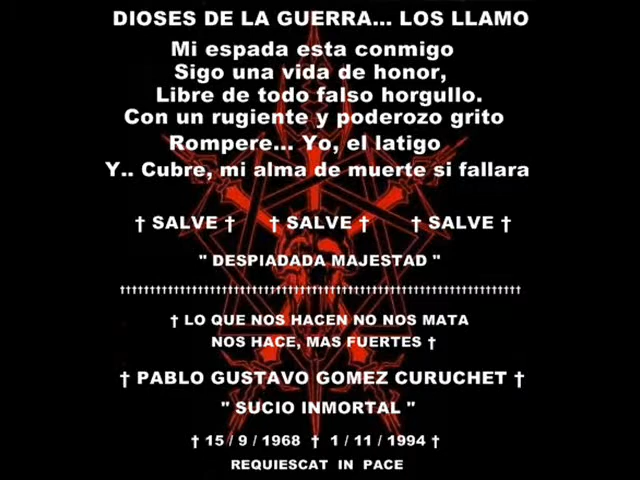 DIOSES DE LA GUERRA... LOS LLAMO
Mi espada esta conmigo
Sigo una vida de honor,
Libre de todo falso horgullo.
Con un rugiente y poderozo grito
Rompere... Yo, el latigo
Y.. Cubre, mi alma de muerte si fallara
† SALVE † † SALVE † † SALVE †
" DESPIADADA MAJESTAD "
††††††††††††††††††††††††††††††††††††††††††††††††††††††††††††††††††
† LO QUE NOS HACEN NO NOS MATA
NOS HACE, MAS FUERTES †
† PABLO GUSTAVO GOMEZ CURUCHET †
" SUCIO INMORTAL "
† 15 / 9 / 1968 † 1 / 11 / 1994 †
REQUIESCAT IN PACE